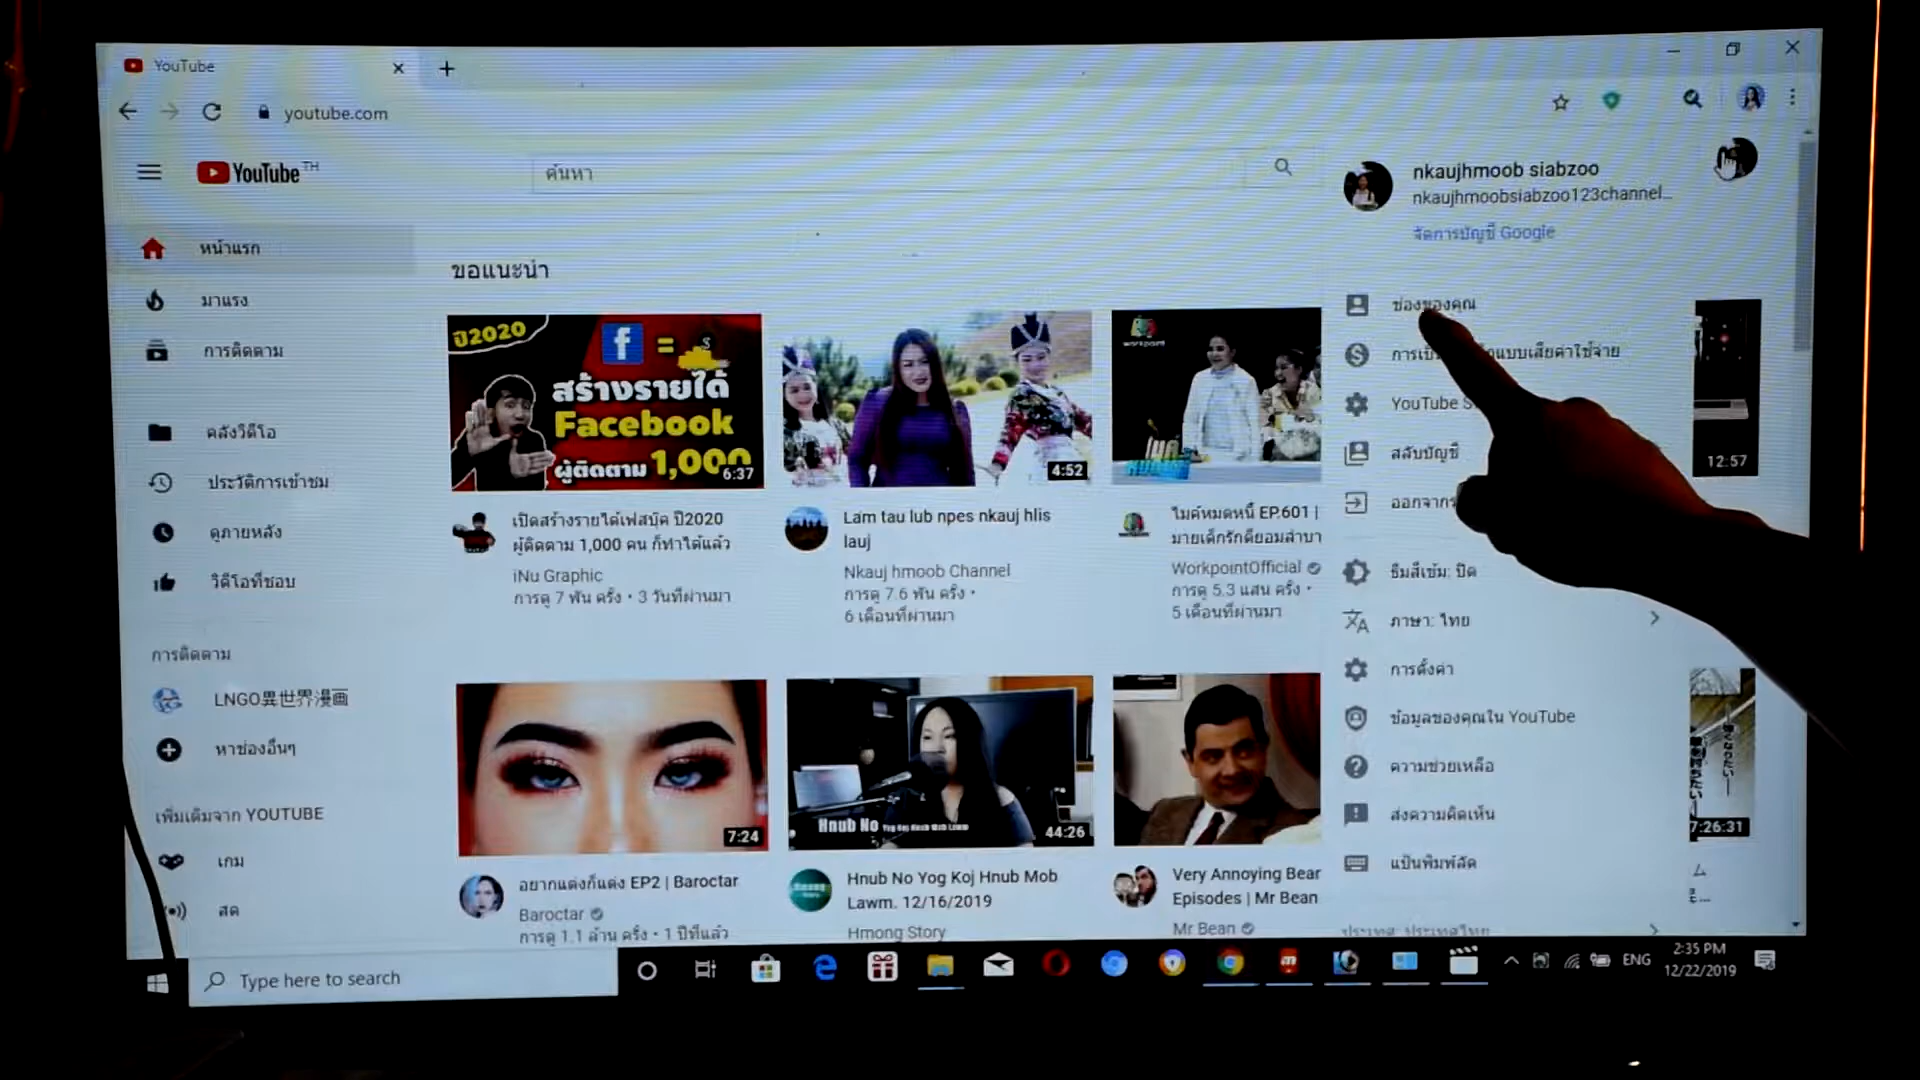 YouTube
youtube.com
YouTube TH
ค้นหา
nkaujhmoob siabzoo
nkaujhmoobsiabzoo123channel...
จัดการบัญชี Google
หน้าแรก
มาแรง
การติดตาม
คลังวิดีโอ
ประวัติการเข้าชม
ดูภายหลัง
วิดีโอที่ชอบ
การติดตาม
LNGO異世界漫画
หาช่องอื่นๆ
เพิ่มเติมจาก YOUTUBE
เกม
สด
ขอแนะนำ
ปี2020
f =
สร้างรายได้
Facebook
ผู้ติดตาม 1,000
6:37
4:52
workpoint
12:57
เปิดสร้างรายได้เฟสบุ๊ค ปี2020
ผู้ติดตาม 1,000 คน ก็ทำได้แล้ว
iNu Graphic
การดู 7 พัน ครั้ง • 3 วันที่ผ่านมา
Lam tau lub npes nkauj hlis
lauj
Nkauj hmoob Channel
การดู 7.6 พัน ครั้ง •
6 เดือนที่ผ่านมา
ไมค์หมดหนี้ EP.601 |
มายเด็กรักดียอมลำบา
WorkpointOfficial
การดู 5.3 แสน ครั้ง •
5 เดือนที่ผ่านมา
7:24
Hnub No Yog Koj Hnub Mob Lawm
44:26
7:26:31
อยากแต่งก็แต่ง EP2 | Baroctar
Baroctar
การดู 1.1 ล้าน ครั้ง • 1 ปีที่แล้ว
Hnub No Yog Koj Hnub Mob
Lawm. 12/16/2019
Hmong Story
Very Annoying Bean
Episodes | Mr Bean
Mr Bean
ช่องของคุณ
YouTube S
สลับบัญชี
ออกจาก
ธีมสีเข้ม: ปิด
ภาษา: ไทย
การตั้งค่า
ข้อมูลของคุณใน YouTube
ความช่วยเหลือ
ส่งความคิดเห็น
แป้นพิมพ์ลัด
ประเทศ: ประเทศไทย
Type here to search
ENG
2:35 PM
12/22/2019